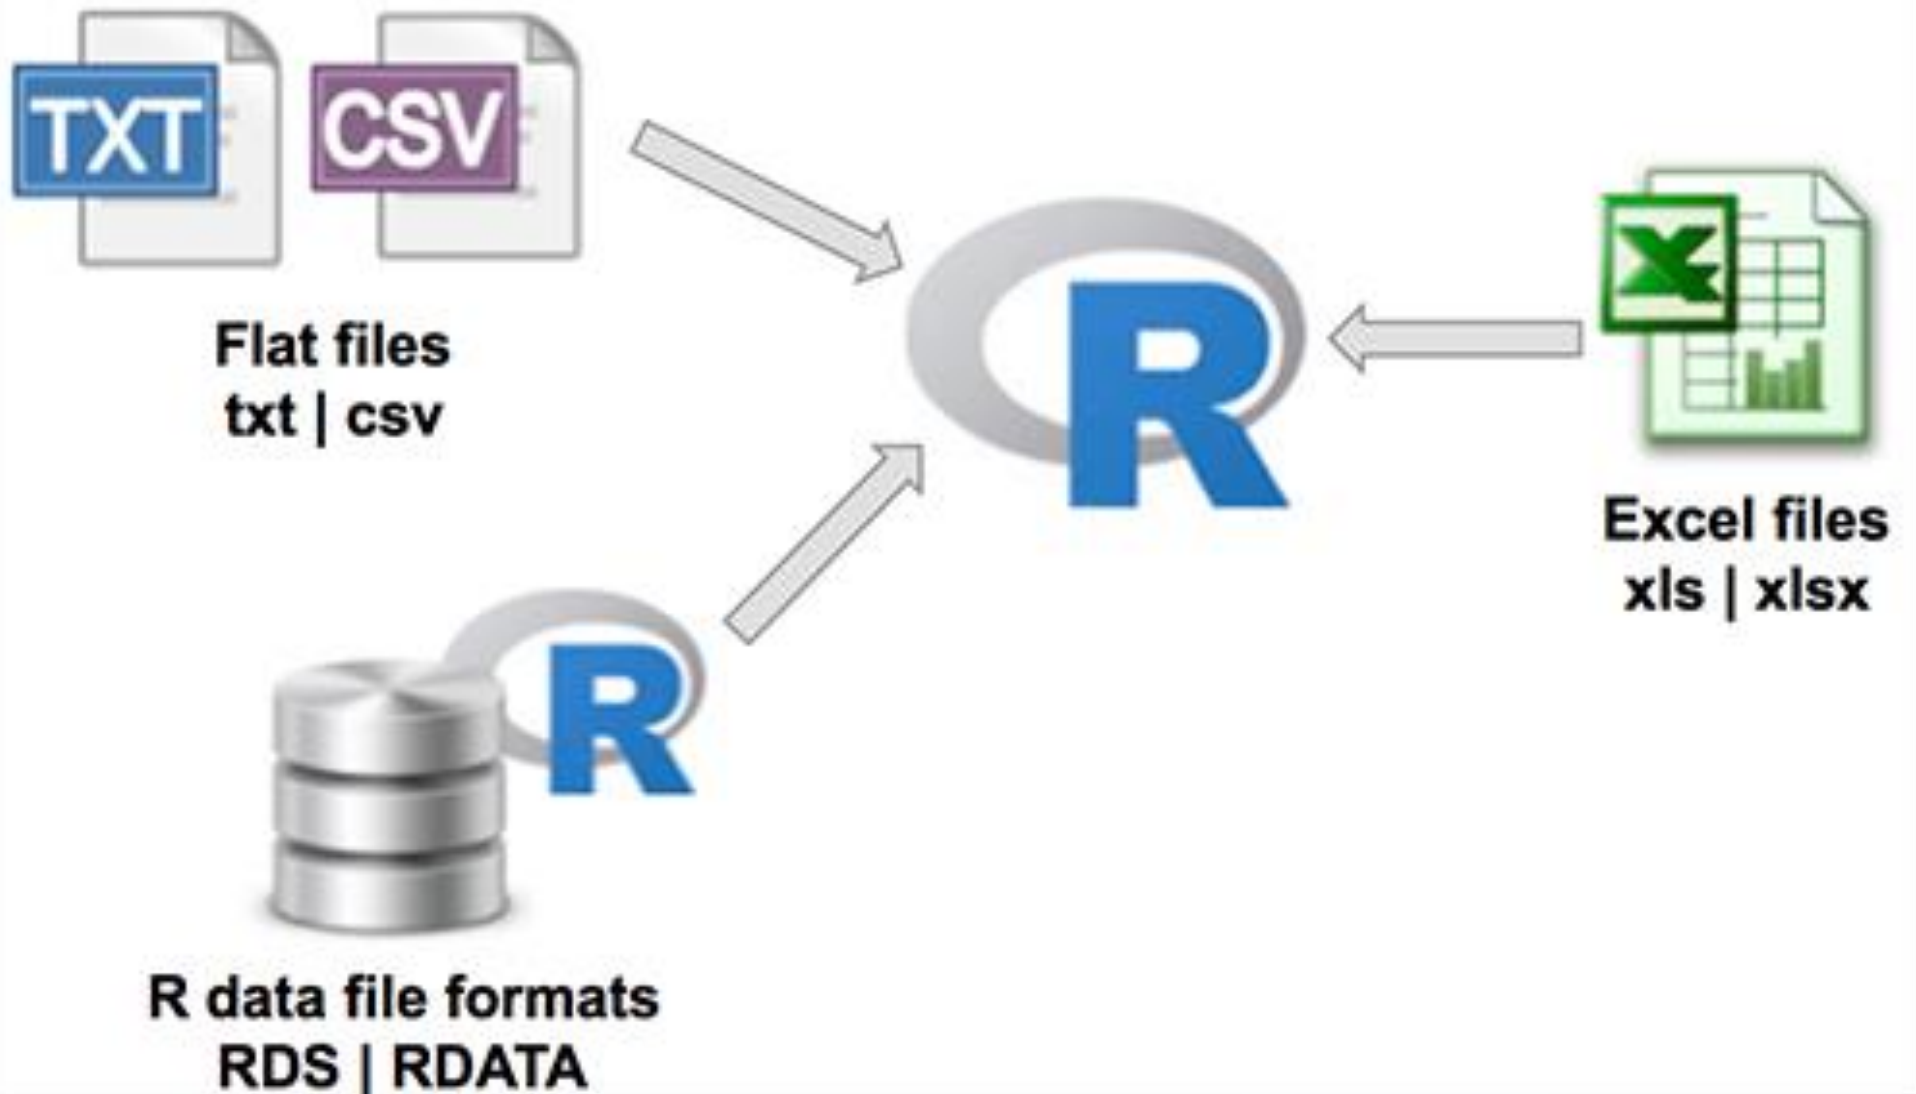 TXT
CSV
Flat files
txt | csv
R
Excel files
xls | xlsx
R
R data file formats
RDS | RDATA